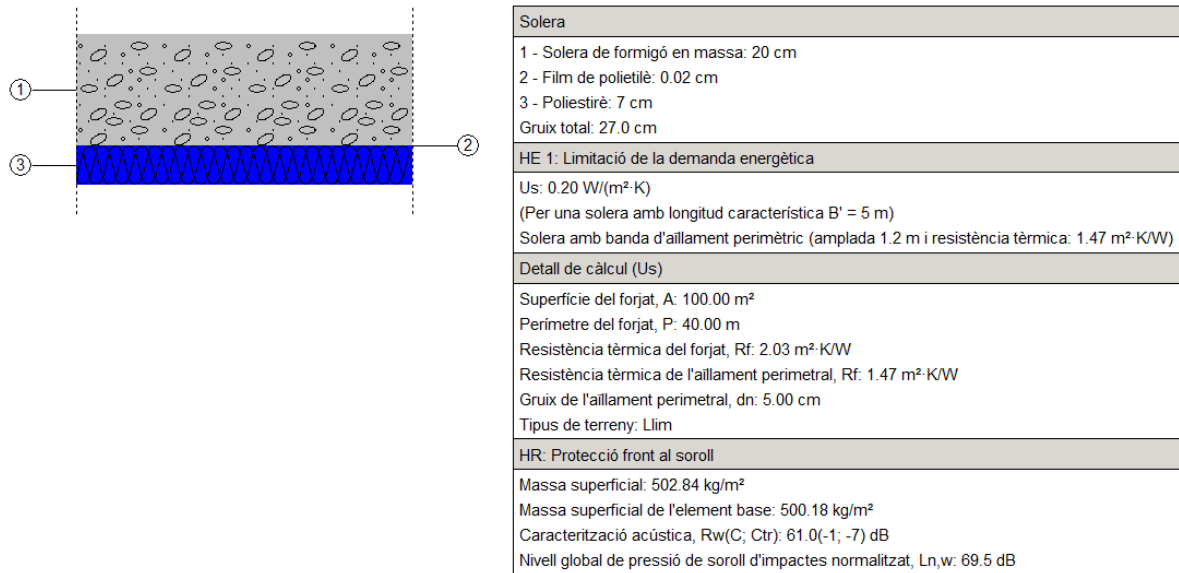 1
2
3
Solera
1 - Solera de formigó en massa: 20 cm
2 - Film de polietilè: 0.02 cm
3 - Poliestirè: 7 cm
Gruix total: 27.0 cm
HE 1: Limitació de la demanda energètica
Us: 0.20 W/(m²·K)
(Per una solera amb longitud característica B' = 5 m)
Solera amb banda d'aïllament perimètric (amplada 1.2 m i resistència tèrmica: 1.47 m²·K/W)
Detall de càlcul (Us)
Superfície del forjat, A: 100.00 m²
Perímetre del forjat, P: 40.00 m
Resistència tèrmica del forjat, Rf: 2.03 m²·K/W
Resistència tèrmica de l'aïllament perimetral, Rf: 1.47 m²·K/W
Gruix de l'aïllament perimetral, dn: 5.00 cm
Tipus de terreny: Llim
HR: Protecció front al soroll
Massa superficial: 502.84 kg/m²
Massa superficial de l'element base: 500.18 kg/m²
Caracterització acústica, Rw(C; Ctr): 61.0(-1; -7) dB
Nivell global de pressió de soroll d'impactes normalitzat, Ln,w: 69.5 dB